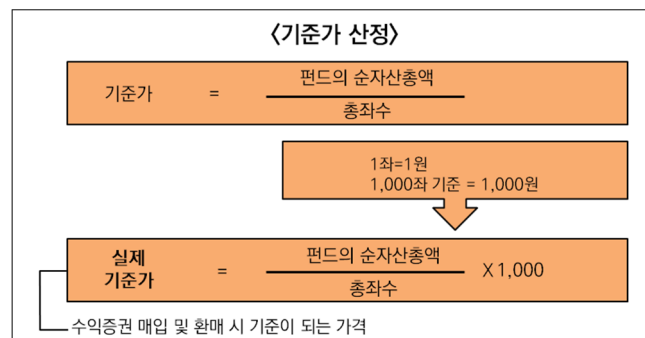 〈기준가 산정〉
기준가 = 펀드의 순자산총액
총좌수
1좌=1원
1,000좌 기준 = 1,000원
실제
기준가 = 펀드의 순자산총액 X 1,000
총좌수
수익증권 매입 및 환매 시 기준이 되는 가격